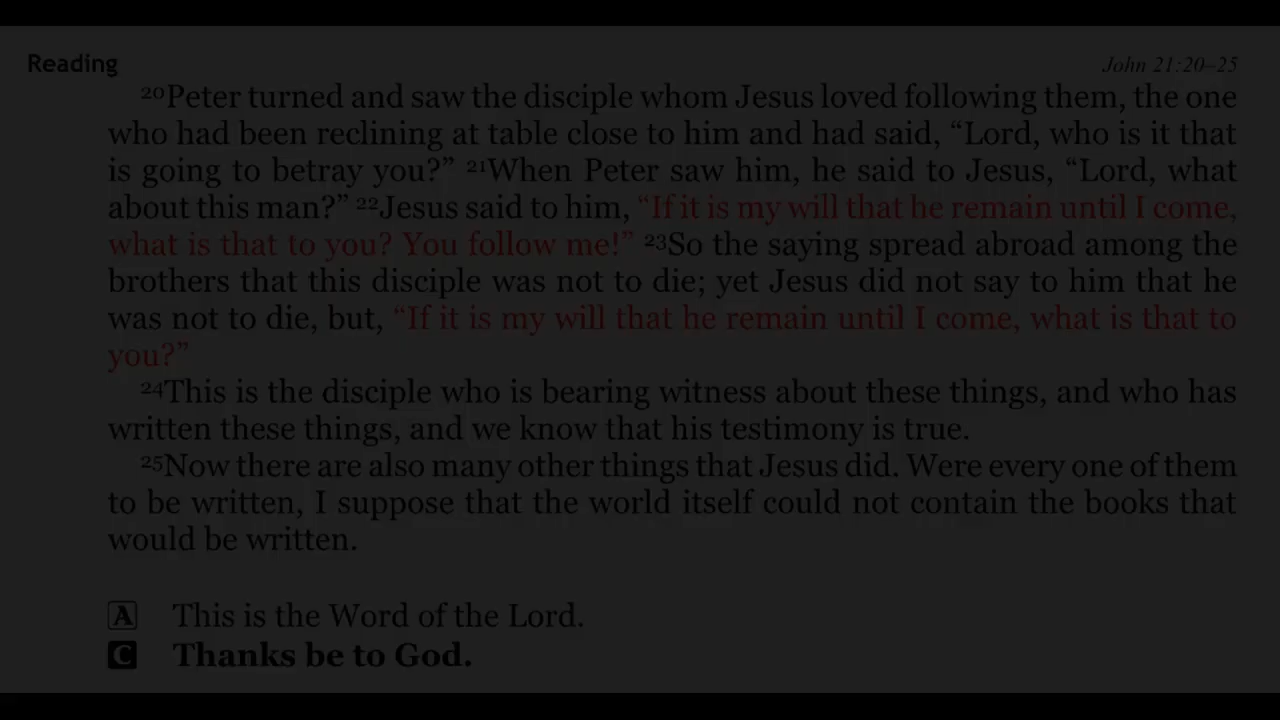 Reading John 21:20–25
20Peter turned and saw the disciple whom Jesus loved following them, the one
who had been reclining at table close to him and had said, “Lord, who is it that
is going to betray you?” 21When Peter saw him, he said to Jesus, “Lord, what
about this man?” 22Jesus said to him, “If it is my will that he remain until I come,
what is that to you? You follow me!” 23So the saying spread abroad among the
brothers that this disciple was not to die; yet Jesus did not say to him that he
was not to die, but, “If it is my will that he remain until I come, what is that to
you?”
24This is the disciple who is bearing witness about these things, and who has
written these things, and we know that his testimony is true.
25Now there are also many other things that Jesus did. Were every one of them
to be written, I suppose that the world itself could not contain the books that
would be written.
A This is the Word of the Lord.
C Thanks be to God.